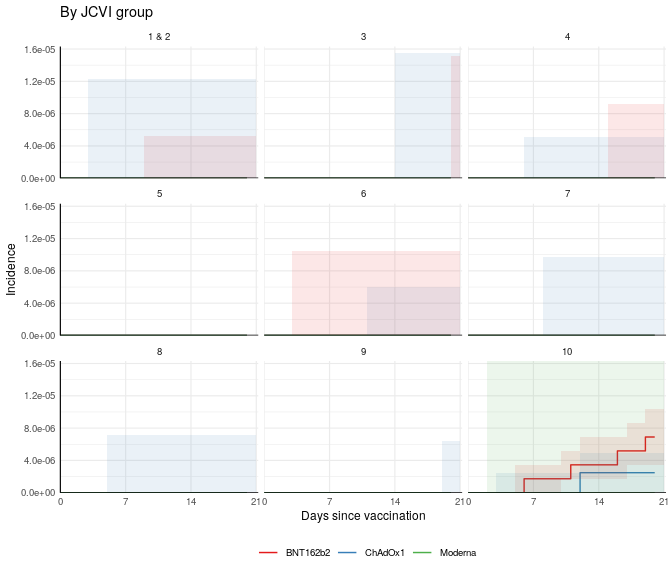 By JCVI group
1 & 2
3
4
1.6e-05
1.2e-05
8.0e-06
4.0e-06
0.0e+00
5
6
7
1.6e-05
1.2e-05
8.0e-06
4.0e-06
0.0e+00
Incidence
8
9
10
1.6e-05
1.2e-05
8.0e-06
4.0e-06
0.0e+00
0 7 14 21 0 7 14 21 0 7 14 21
Days since vaccination
BNT162b2 ChAdOx1 Moderna